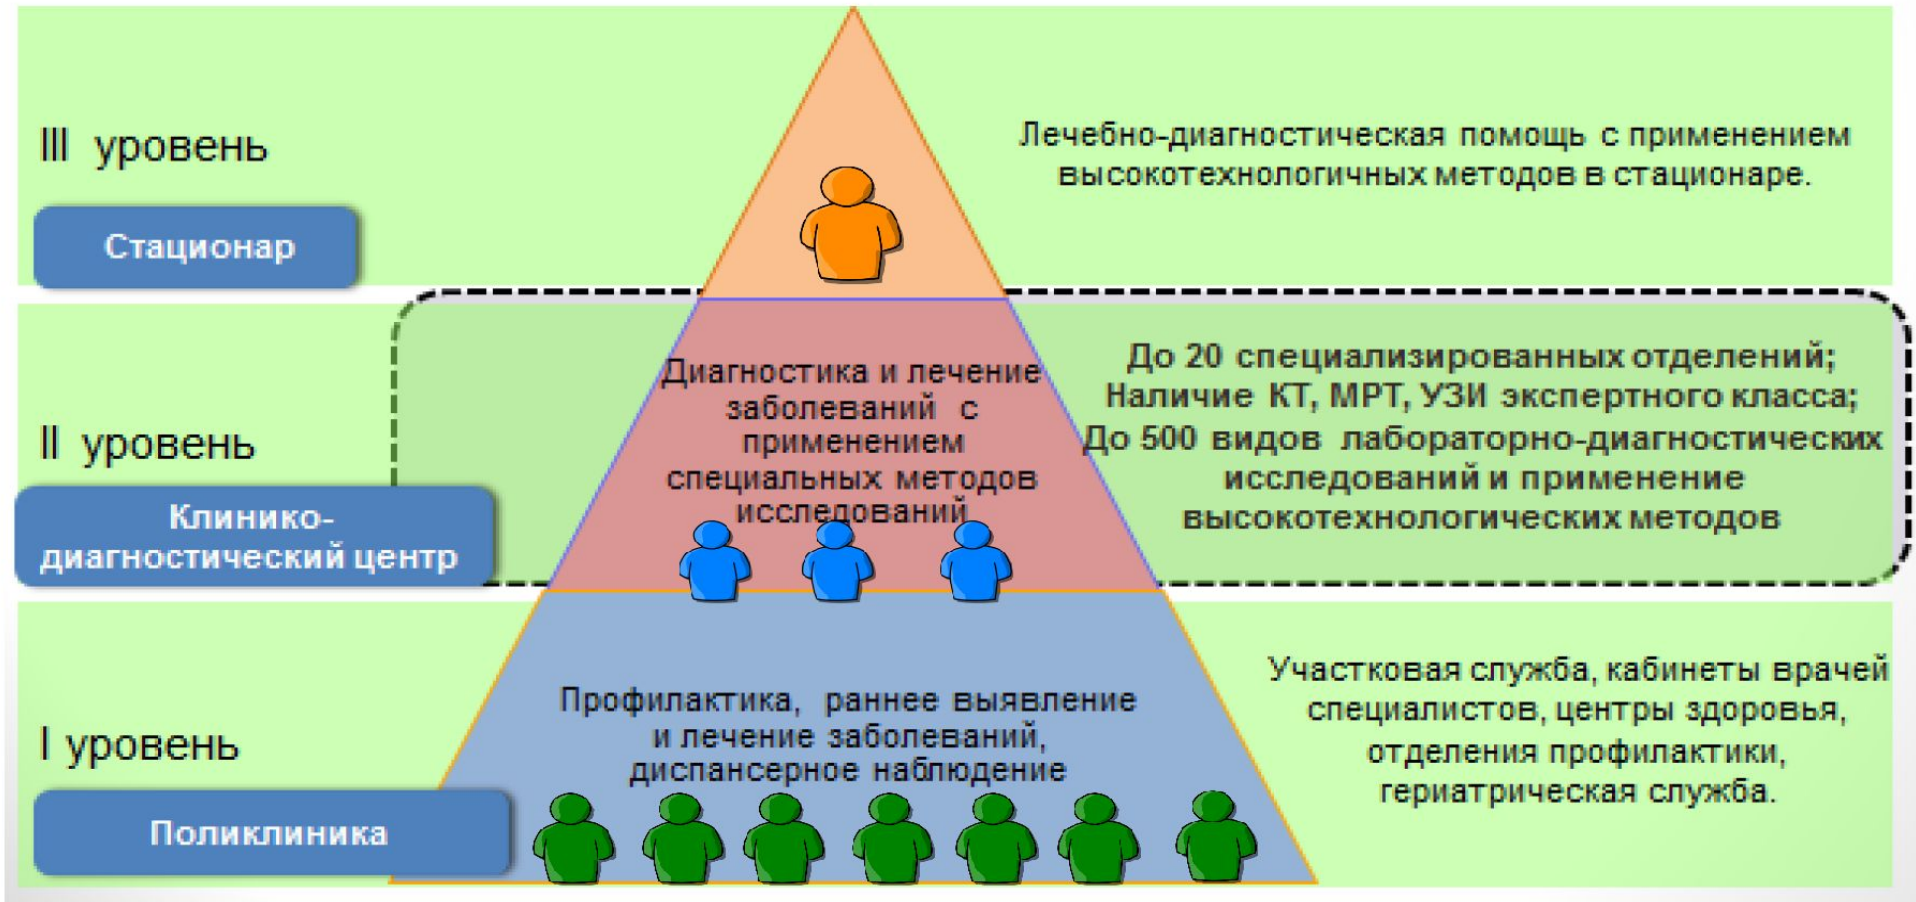 III уровень
Стационар
Лечебно-диагностическая помощь с применением
высокотехнологичных методов в стационаре.
II уровень
Клинико-
диагностический центр
Диагностика и лечение
заболеваний с
применением
специальных методов
исследований
До 20 специализированных отделений;
Наличие КТ, МРТ, УЗИ экспертного класса;
До 500 видов лабораторно-диагностических
исследований и применение
высокотехнологических методов
I уровень
Поликлиника
Профилактика, раннее выявление
и лечение заболеваний,
диспансерное наблюдение
Участковая служба, кабинеты врачей
специалистов, центры здоровья,
отделения профилактики,
гериатрическая служба.